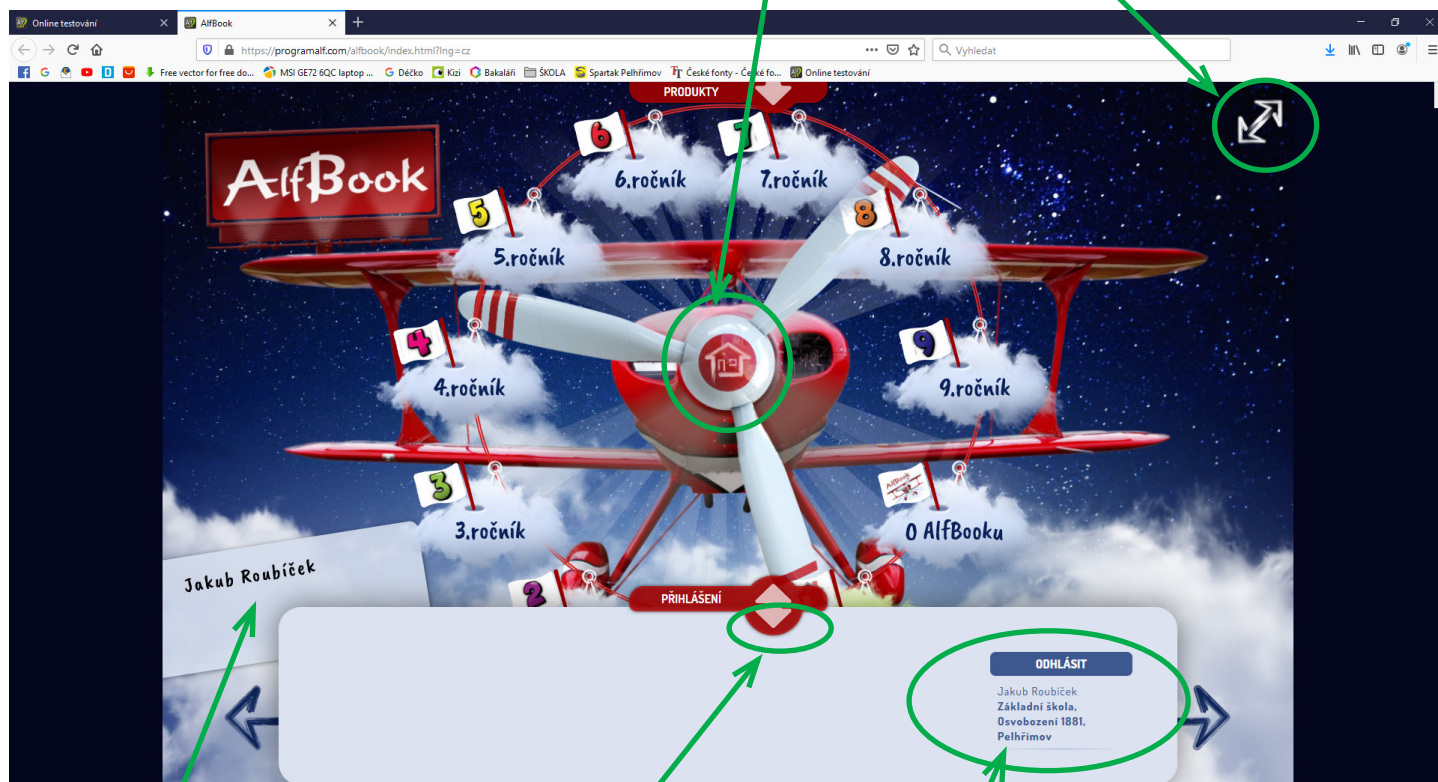 Online testování
AlfBook
https://programalf.com/alfbook/index.html?lng=cz
Vyhledat
Free vector for free do...
MSI GE72 6QC laptop ...
Déčko
Kizi
Bakaláři
ŠKOLA
Spartak Pelhřimov
České fonty - České fo...
Online testování
PRODUKTY
AlfBook
6
7
6.ročník
7.ročník
5
8
5.ročník
8.ročník
4
9
4.ročník
9.ročník
3
AlfBook
3.ročník
O AlfBooku
Jakub Roubíček
2
PŘIHLÁŠENÍ
ODHLÁSIT
Jakub Roubíček
Základní škola,
Osvobození 1881,
Pelhřimov